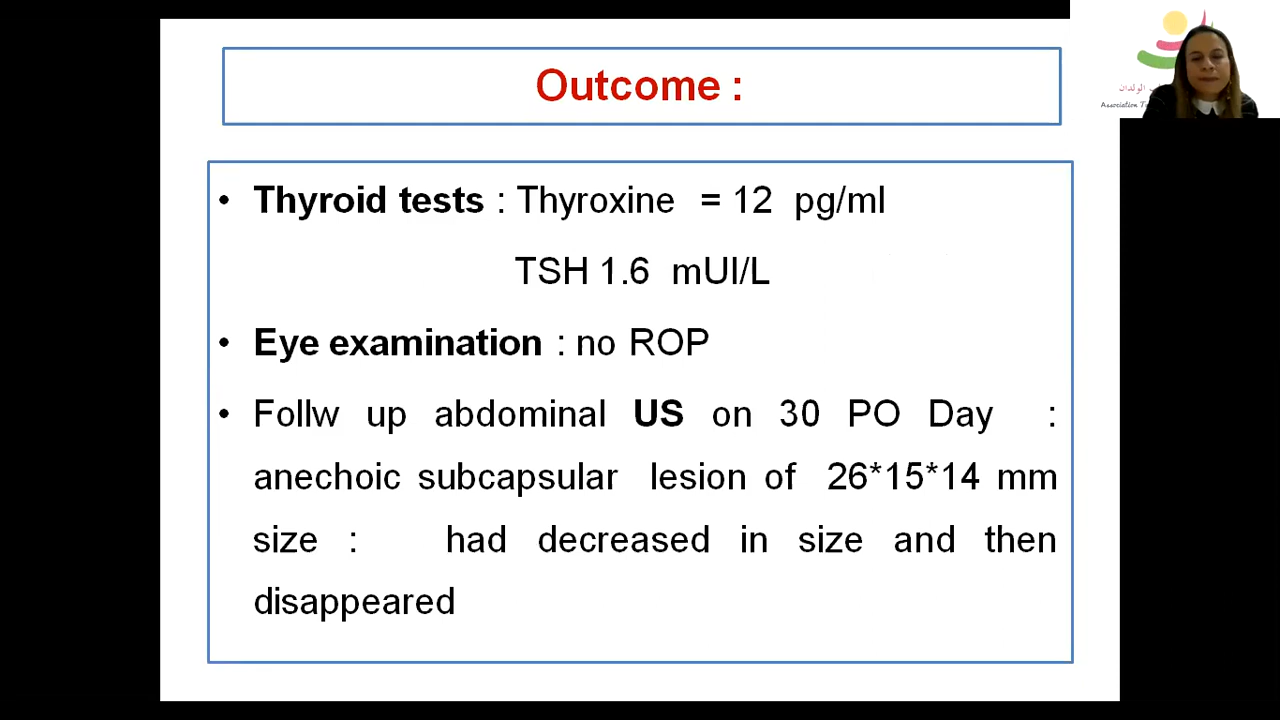 Outcome :
• Thyroid tests : Thyroxine = 12 pg/ml
TSH 1.6 mUI/L
• Eye examination : no ROP
• Follw up abdominal US on 30 PO Day :
anechoic subcapsular lesion of 26*15*14 mm
size : had decreased in size and then
disappeared
الولدان
Association